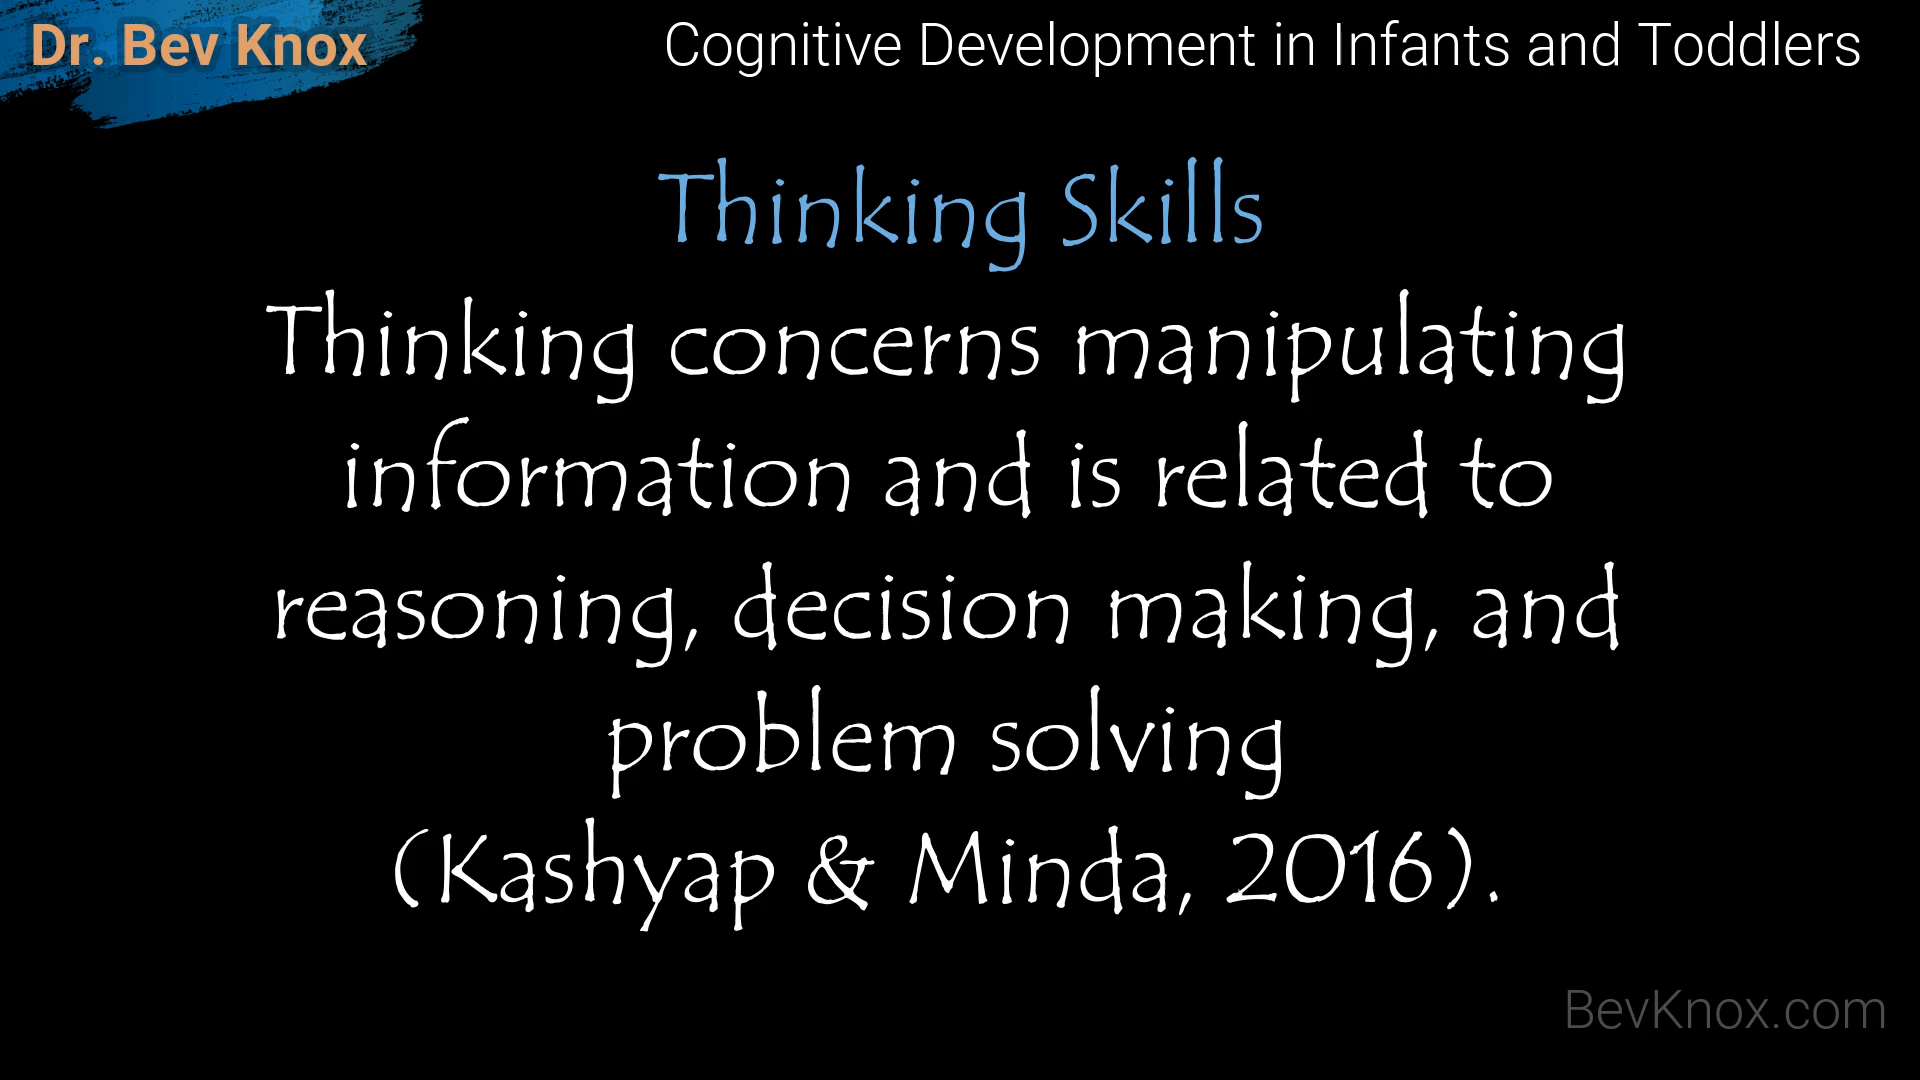 Dr. Bev Knox
Cognitive Development in Infants and Toddlers
Thinking Skills
Thinking concerns manipulating
information and is related to
reasoning, decision making, and
problem solving
(Kashyap & Minda, 2016).
BevKnox.com